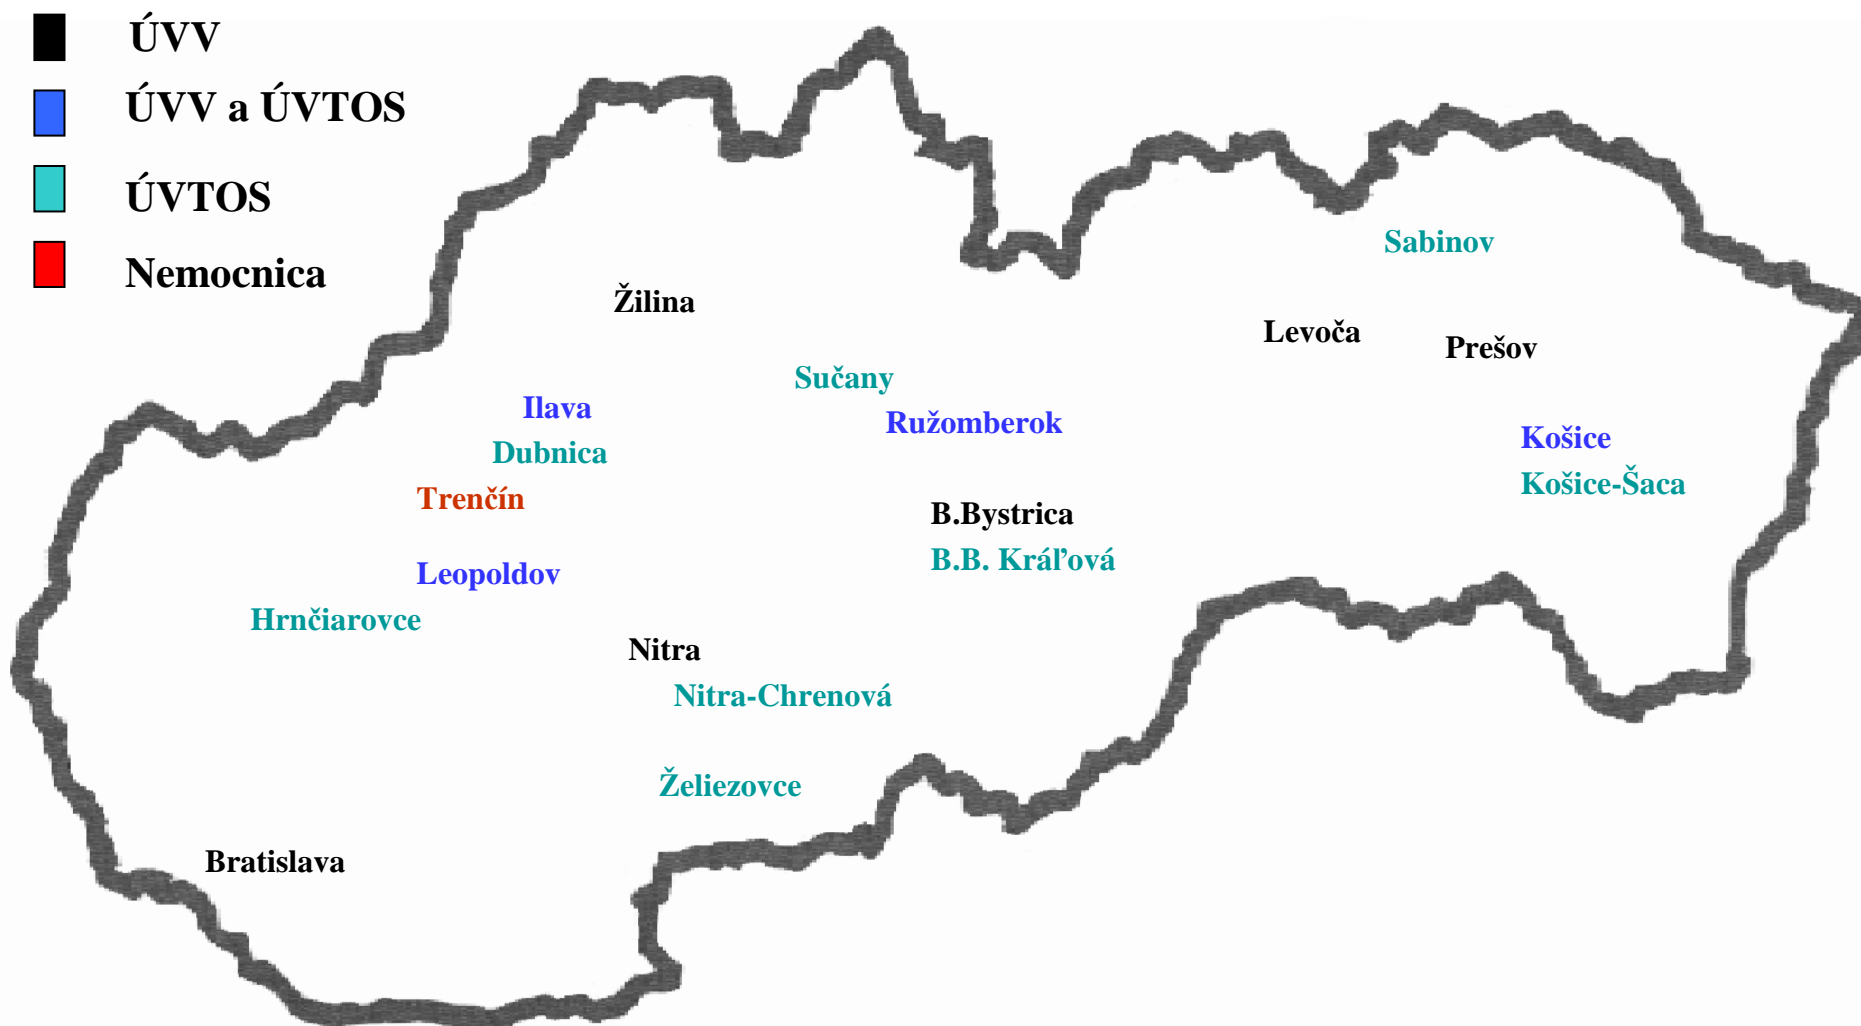 ÚVV
ÚVV a ÚVTOS
ÚVTOS
Nemocnica
Sabinov
Žilina
Levoča
Prešov
Sučany
Ilava
Ružomberok
Košice
Dubnica
Košice-Šaca
Trenčín
B.Bystrica
B.B. Kráľová
Leopoldov
Hrnčiarovce
Nitra
Nitra-Chrenová
Želiezovce
Bratislava